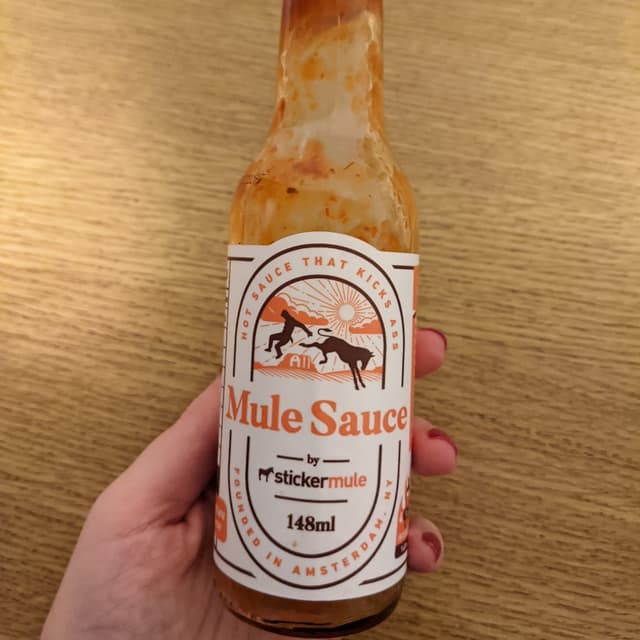 HOT SAUCE THAT KICKS ASS
Mule Sauce
by
stickermule
148ml
FOUNDED IN AMSTERDAM, NY